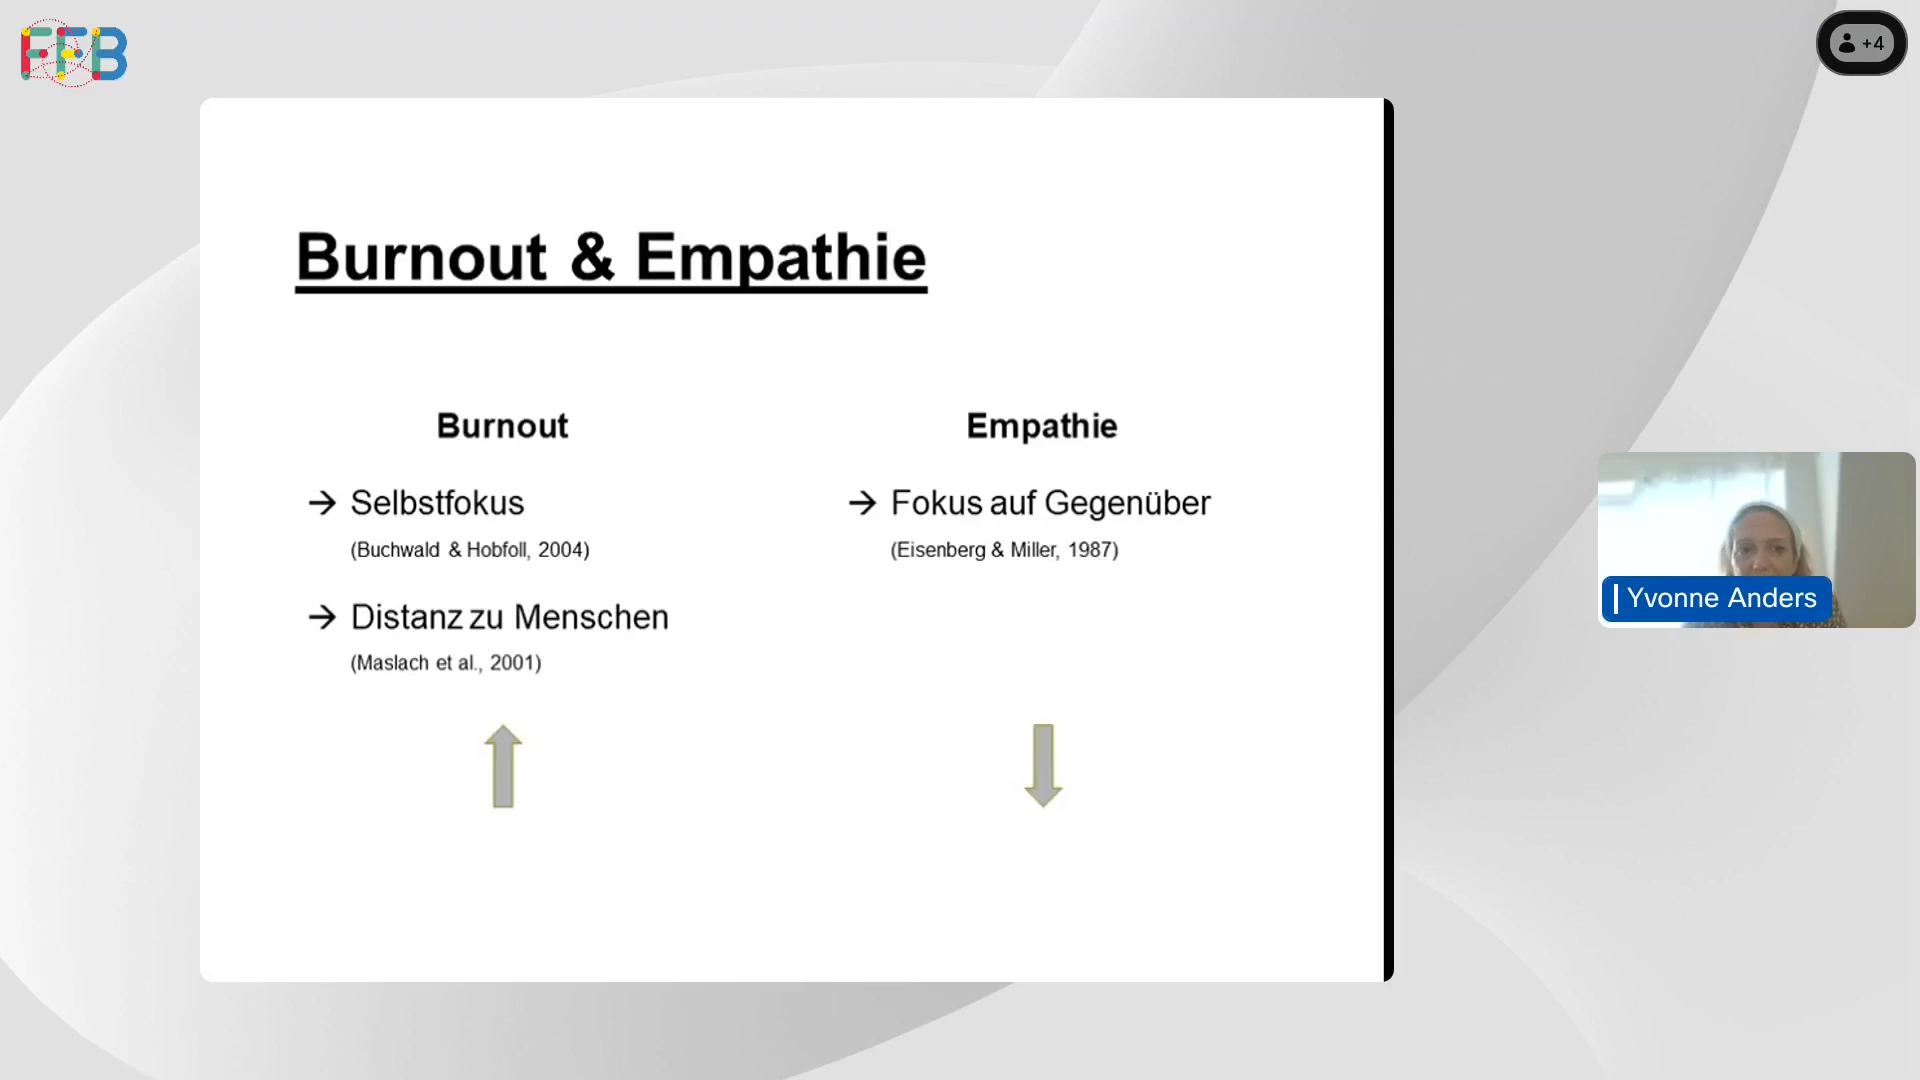 FFB
+4
Burnout & Empathie
Burnout
→ Selbstfokus
(Buchwald & Hobfoll, 2004)
→ Distanz zu Menschen
(Maslach et al., 2001)
Empathie
→ Fokus auf Gegenüber
(Eisenberg & Miller, 1987)
Yvonne Anders